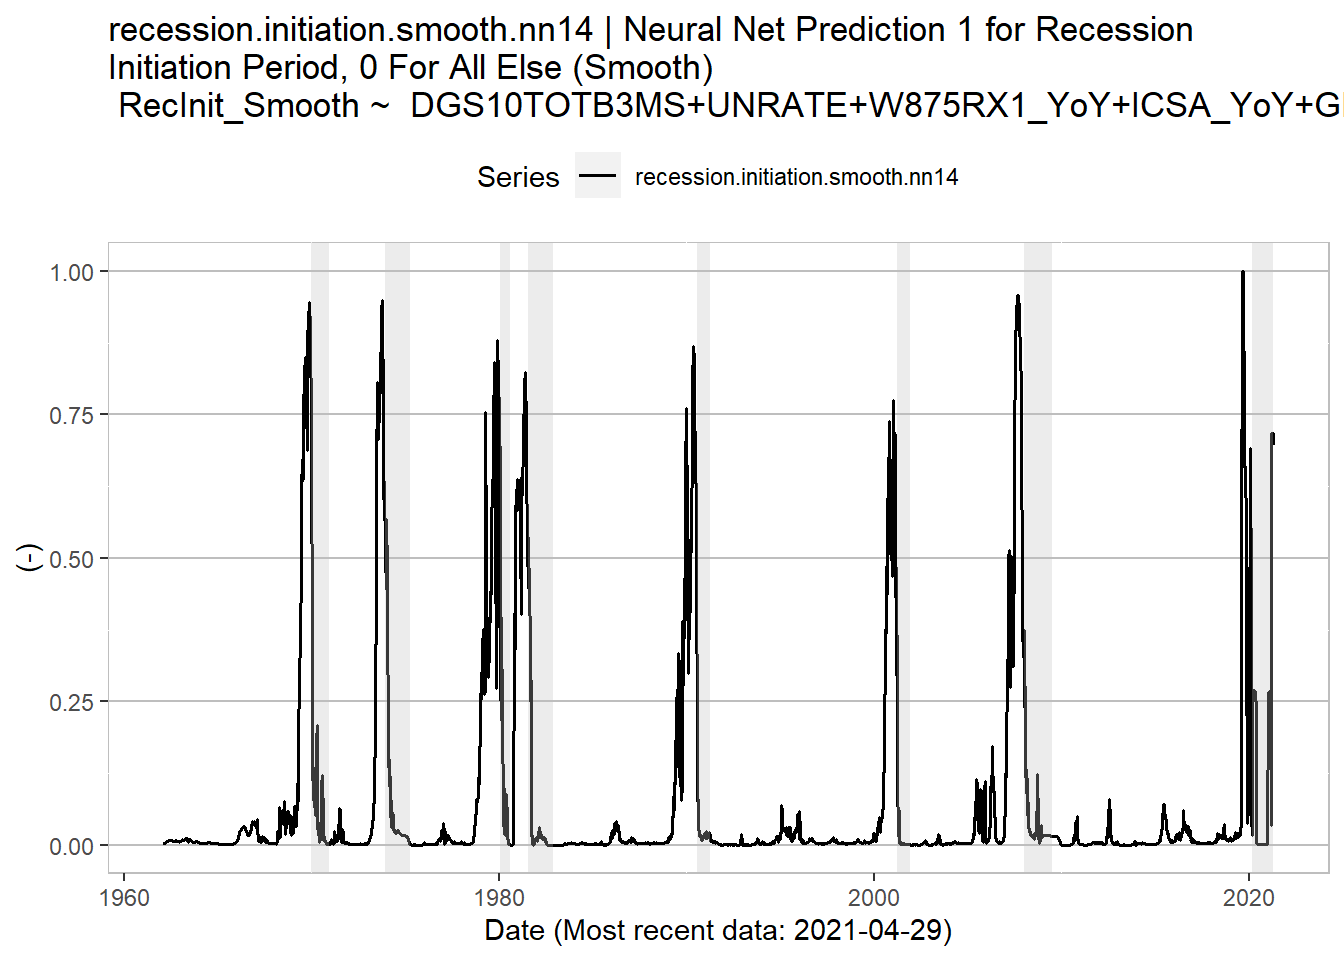 recession.initiation.smooth.nn14 | Neural Net Prediction 1 for Recession
Initiation Period, 0 For All Else (Smooth)
RecInit_Smooth ~ DGS10TOTB3MS+UNRATE+W875RX1_YoY+ICSA_YoY+G
Series
recession.initiation.smooth.nn14
1.00
0.75
0.50
0.25
0.00
(-)
1960
1980
2000
2020
Date (Most recent data: 2021-04-29)